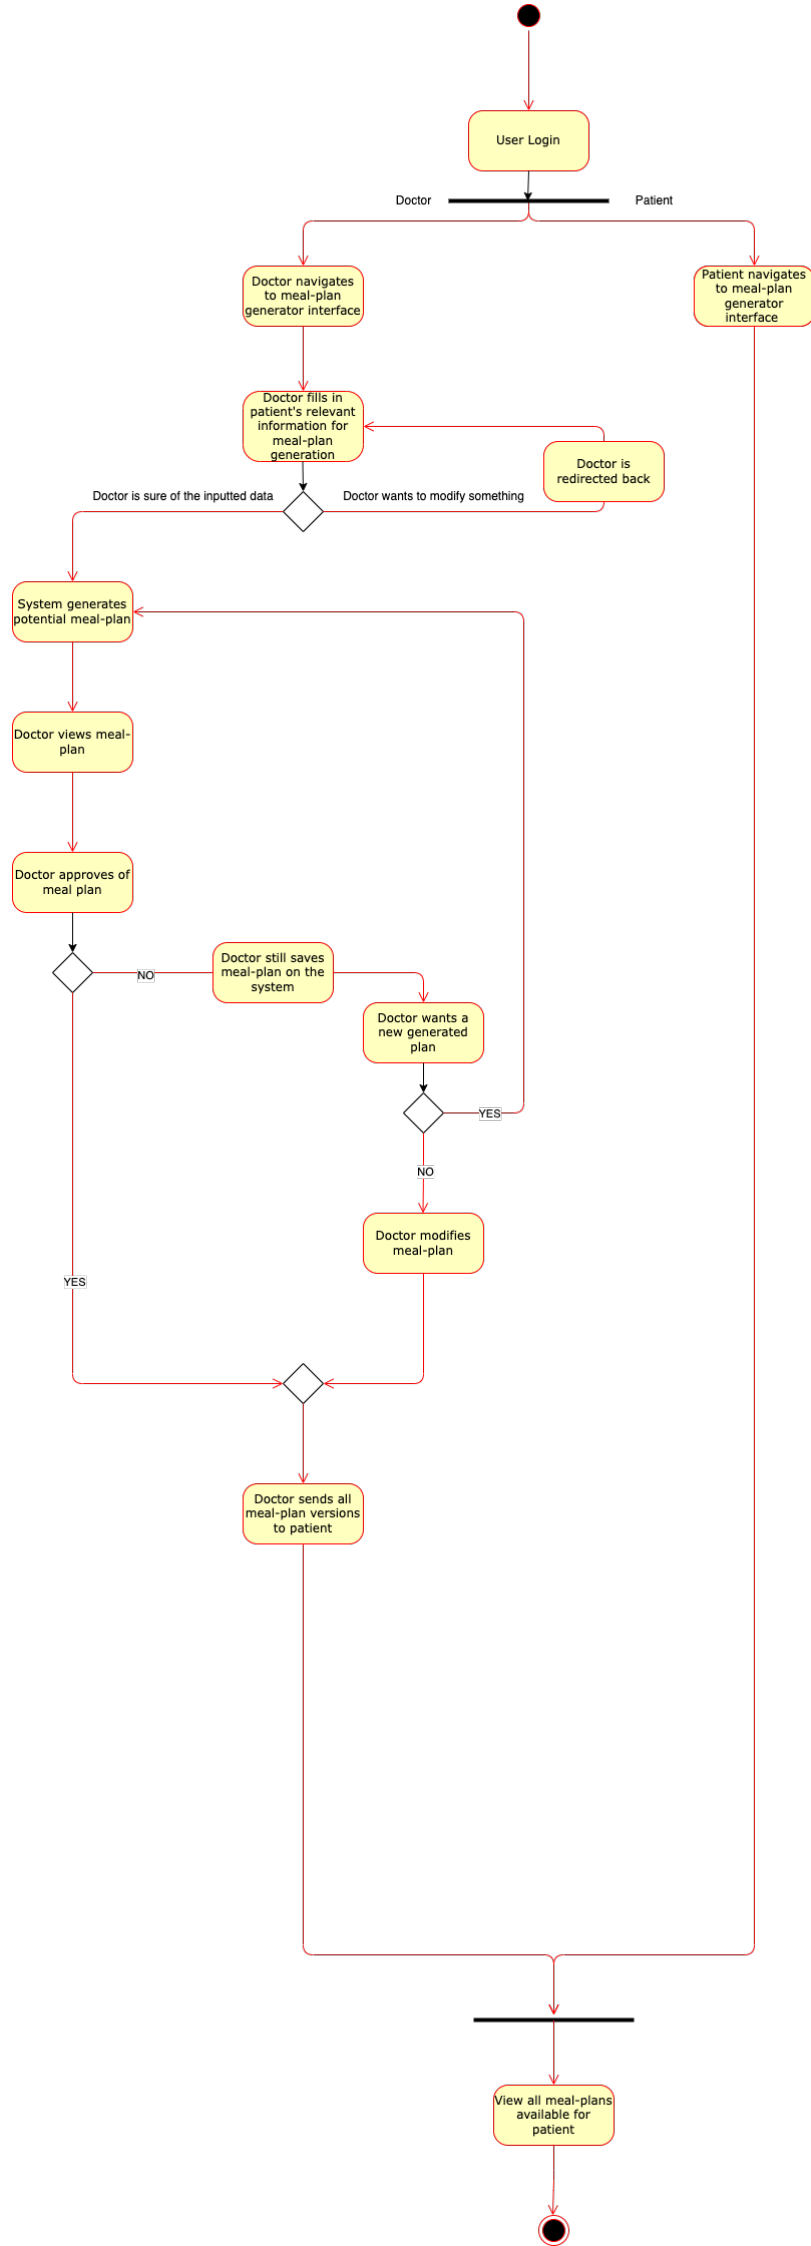 User Login
Doctor
Patient
Doctor navigates
to meal-plan
generator interface
Patient navigates
to meal-plan
generator
interface
Doctor fills in
patient's relevant
information for
meal-plan
generation
Doctor is
redirected back
Doctor is sure of the inputted data
Doctor wants to modify something
System generates
potential meal-plan
Doctor views meal-
plan
Doctor approves of
meal plan
NO
Doctor still saves
meal-plan on the
system
Doctor wants a
new generated
plan
YES
NO
Doctor modifies
meal-plan
YES
Doctor sends all
meal-plan versions
to patient
View all meal-plans
available for
patient